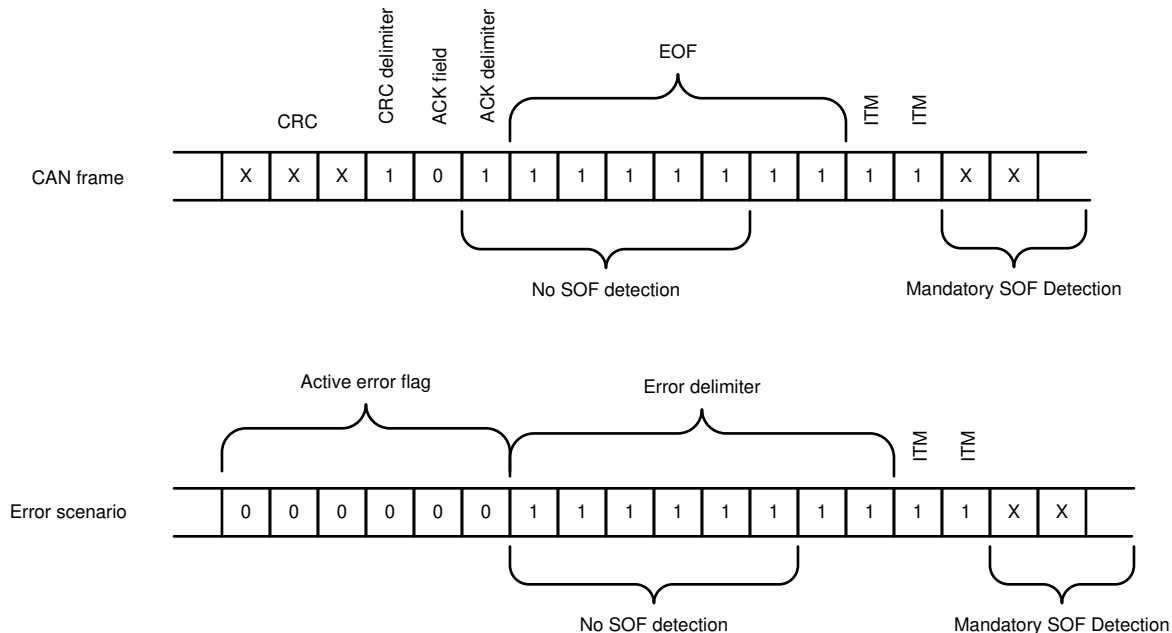 CRC
CRC delimiter
ACK field
ACK delimiter
EOF
ITM
ITM
CAN frame
X X X 1 0 1 1 1 1 1 1 1 1 1 1 X X
No SOF detection
Mandatory SOF Detection
Active error flag
Error delimiter
ITM
ITM
Error scenario
0 0 0 0 0 0 1 1 1 1 1 1 1 1 1 1 X X
No SOF detection
Mandatory SOF Detection